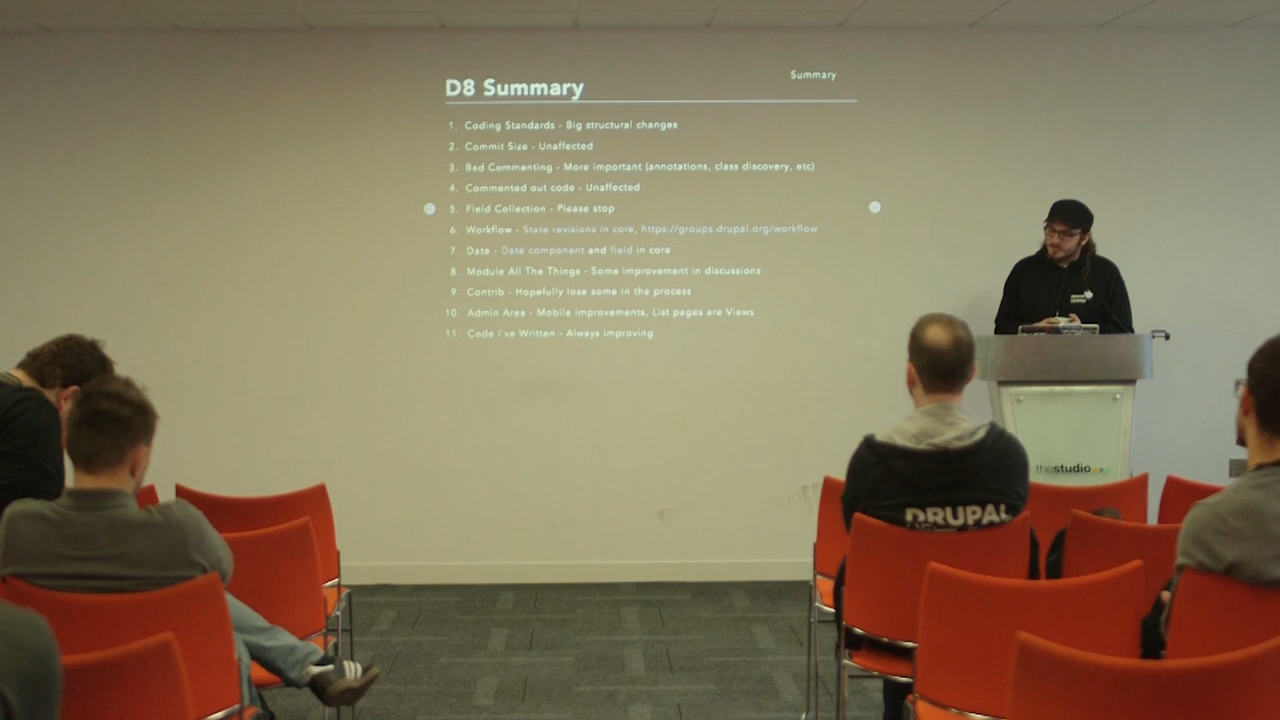 Summary
D8 Summary
1. Coding Standards - Big structural changes
2. Commit Size - Unaffected
3. Bad Commenting - More important (annotations, class discovery, etc)
4. Commented out code - Unaffected
5. Field Collection - Please stop
6. Workflow - State revisions in core, https://groups.drupal.org/workflow
7. Date - Date component and field in core
8. Module All The Things - Some improvement in discussions
9. Contrib - Hopefully lose some in the process
10. Admin Area - Mobile improvements, List pages are Views
11. Code I've Written - Always improving
thestudio
DRUPAL